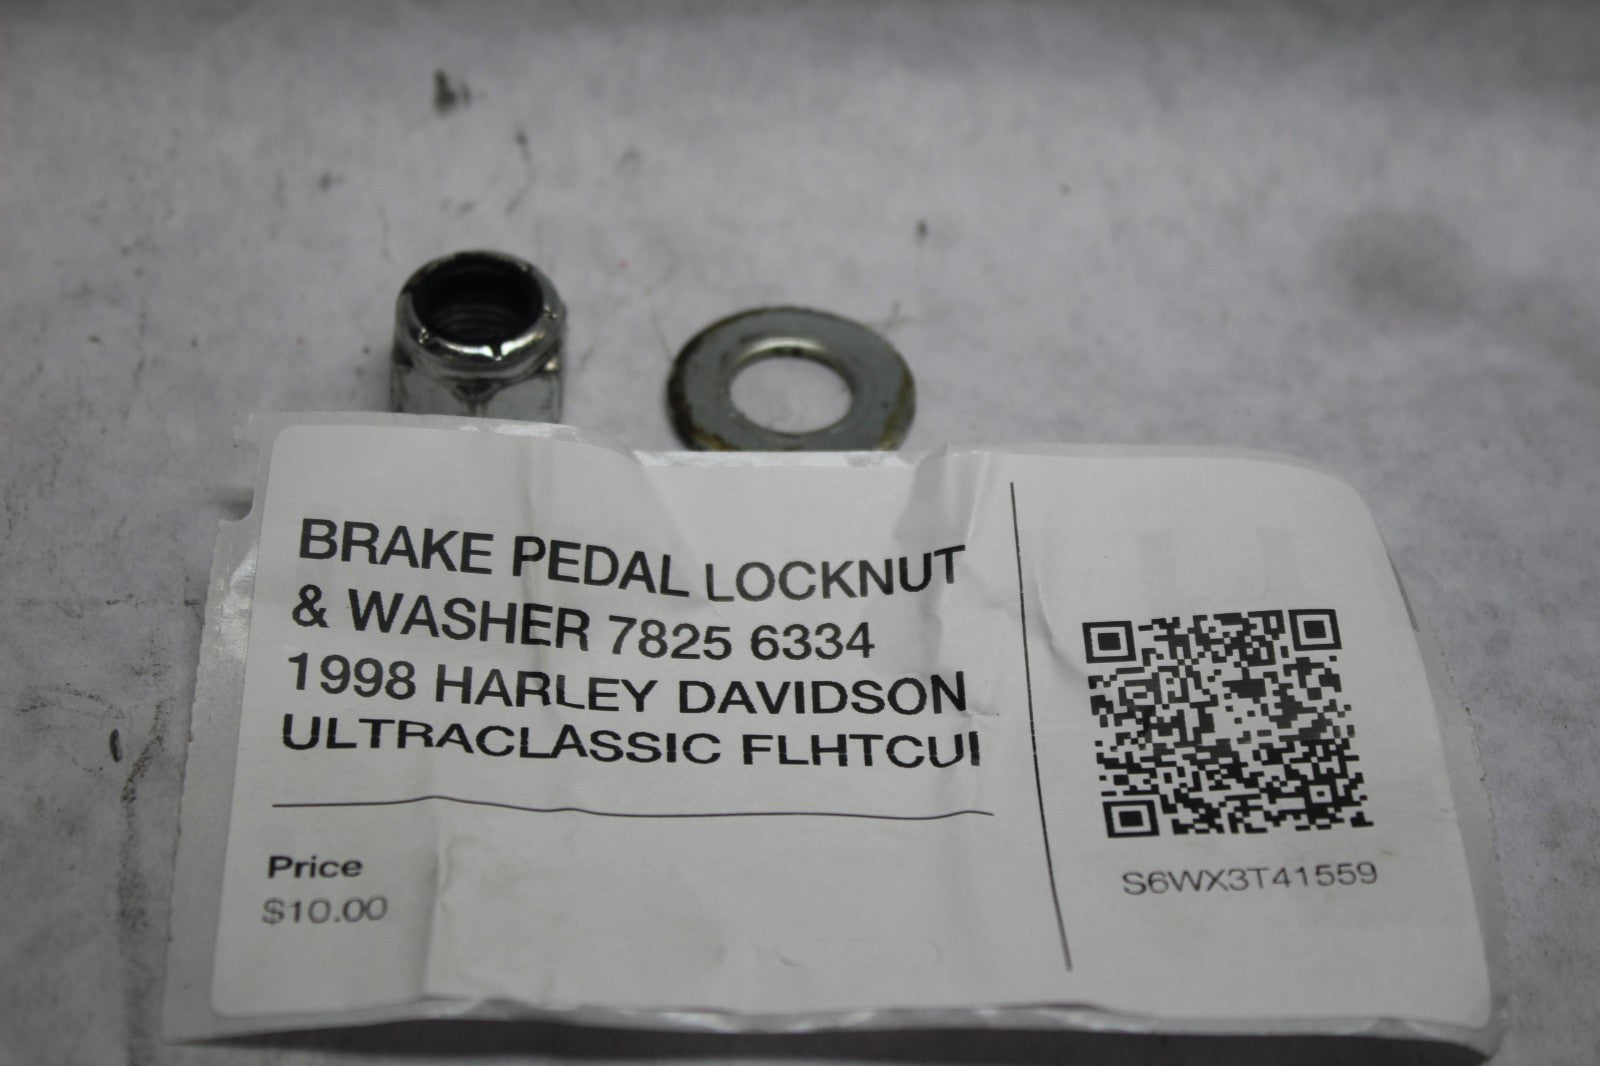 BRAKE PEDAL LOCKNUT
& WASHER 7825 6334
1998 HARLEY DAVIDSON
ULTRACLASSIC FLHTCUI
Price
$10.00
S6WX3T41559